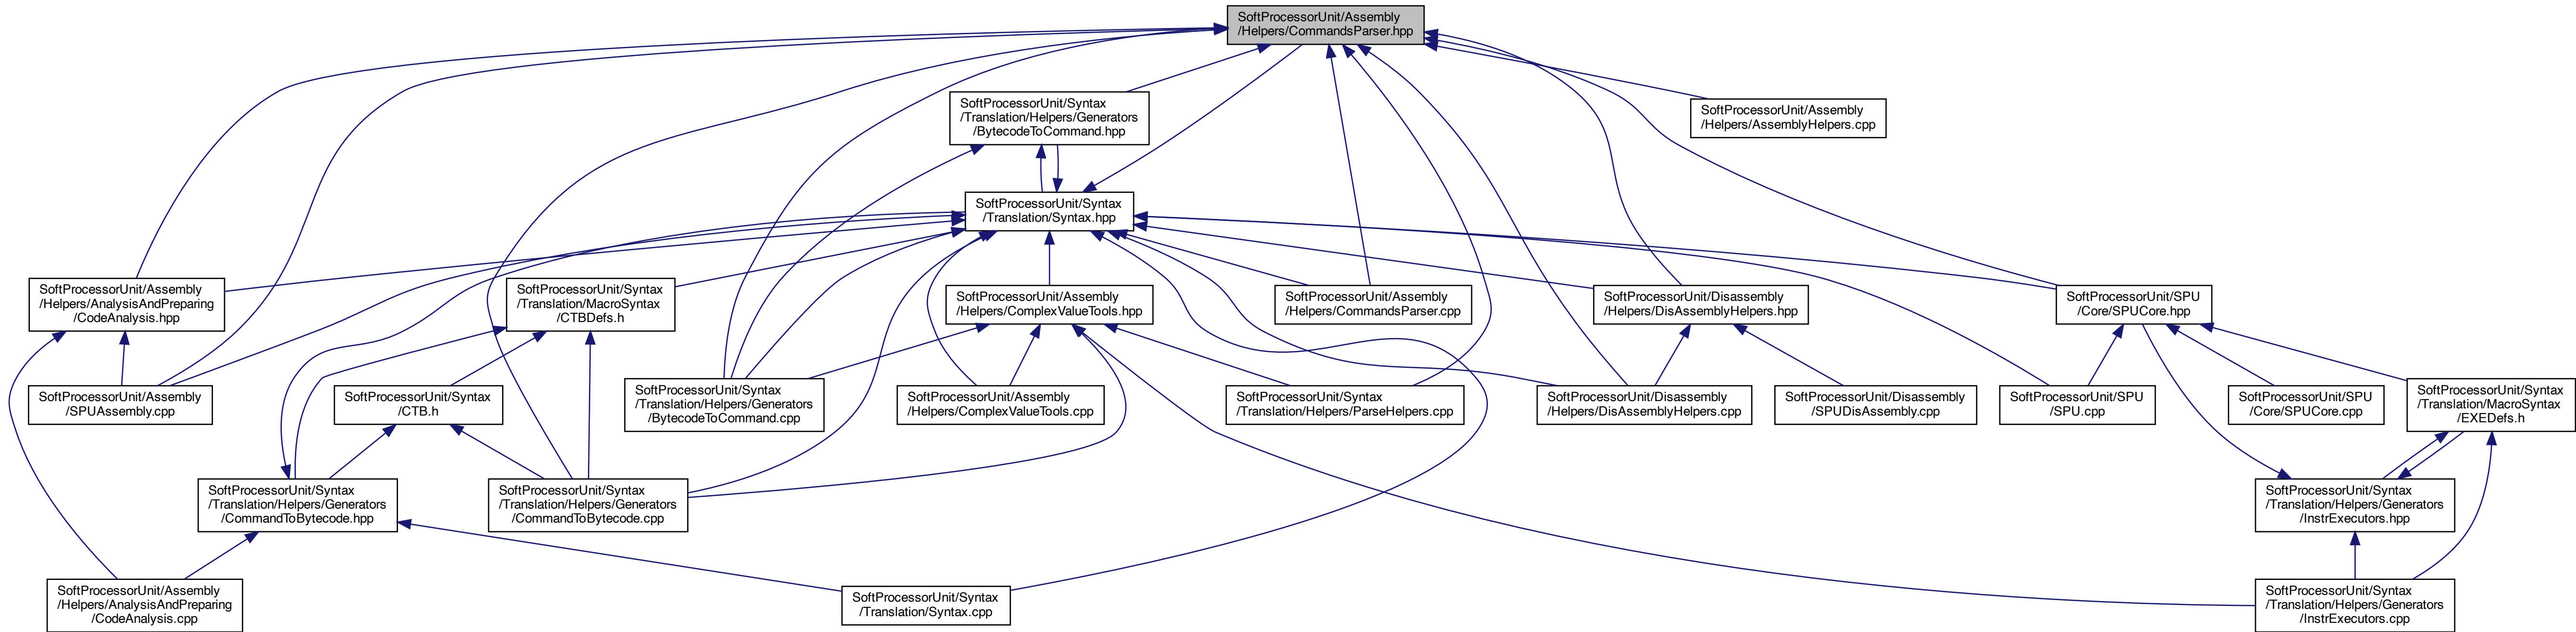 SoftProcessorUnit/Assembly
/Helpers/CommandsParser.hpp
SoftProcessorUnit/Syntax
/Translation/Helpers/Generators
/BytecodeToCommand.hpp
SoftProcessorUnit/Assembly
/Helpers/AssemblyHelpers.cpp
SoftProcessorUnit/Syntax
/Translation/Syntax.hpp
SoftProcessorUnit/Assembly
/Helpers/AnalysisAndPreparing
/CodeAnalysis.hpp
SoftProcessorUnit/Syntax
/Translation/MacroSyntax
/CTBDefs.h
SoftProcessorUnit/Assembly
/Helpers/ComplexValueTools.hpp
SoftProcessorUnit/Assembly
/Helpers/CommandsParser.cpp
SoftProcessorUnit/Disassembly
/Helpers/DisAssemblyHelpers.hpp
SoftProcessorUnit/SPU
/Core/SPUCore.hpp
SoftProcessorUnit/Assembly
/SPUAssembly.cpp
SoftProcessorUnit/Syntax
/CTB.h
SoftProcessorUnit/Syntax
/Translation/Helpers/Generators
/BytecodeToCommand.cpp
SoftProcessorUnit/Assembly
/Helpers/ComplexValueTools.cpp
SoftProcessorUnit/Syntax
/Translation/Helpers/ParseHelpers.cpp
SoftProcessorUnit/Disassembly
/Helpers/DisAssemblyHelpers.cpp
SoftProcessorUnit/Disassembly
/SPUDisAssembly.cpp
SoftProcessorUnit/SPU
/SPU.cpp
SoftProcessorUnit/SPU
/Core/SPUCore.cpp
SoftProcessorUnit/Syntax
/Translation/MacroSyntax
/EXEDefs.h
SoftProcessorUnit/Syntax
/Translation/Helpers/Generators
/CommandToBytecode.hpp
SoftProcessorUnit/Syntax
/Translation/Helpers/Generators
/CommandToBytecode.cpp
SoftProcessorUnit/Syntax
/Translation/Helpers/Generators
/InstrExecutors.hpp
SoftProcessorUnit/Assembly
/Helpers/AnalysisAndPreparing
/CodeAnalysis.cpp
SoftProcessorUnit/Syntax
/Translation/Syntax.cpp
SoftProcessorUnit/Syntax
/Translation/Helpers/Generators
/InstrExecutors.cpp